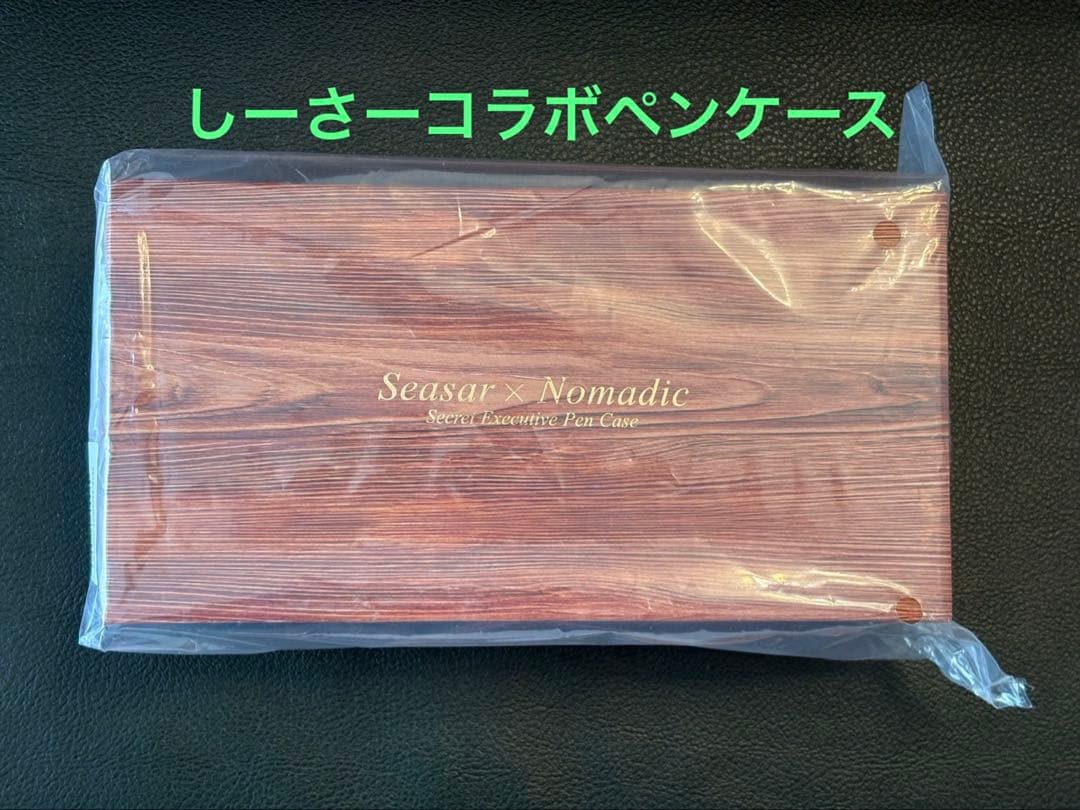 しーさーコラボペンケース
Seasar × Nomadic
Secret Executive Pen Case